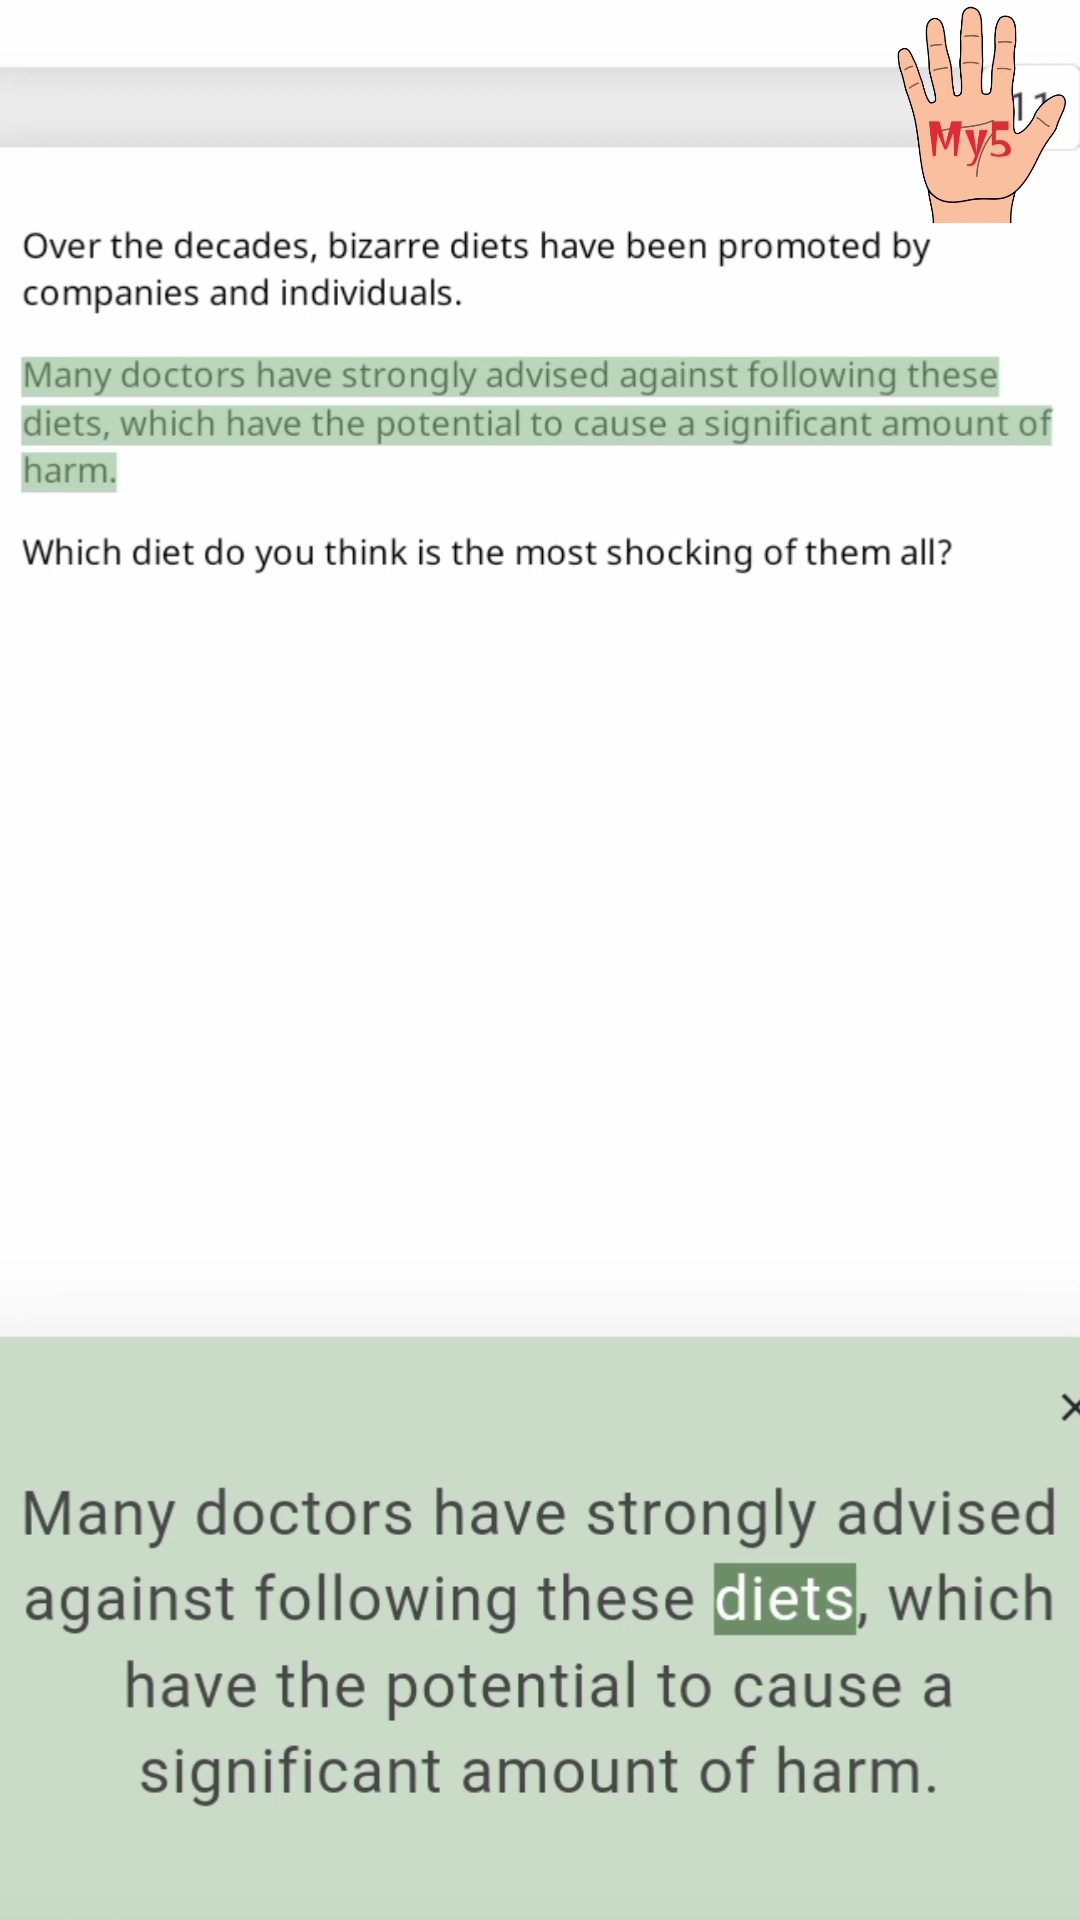 11
My5
Over the decades, bizarre diets have been promoted by
companies and individuals.
Many doctors have strongly advised against following these
diets, which have the potential to cause a significant amount of
harm.
Which diet do you think is the most shocking of them all?
Many doctors have strongly advised
against following these diets, which
have the potential to cause a
significant amount of harm.